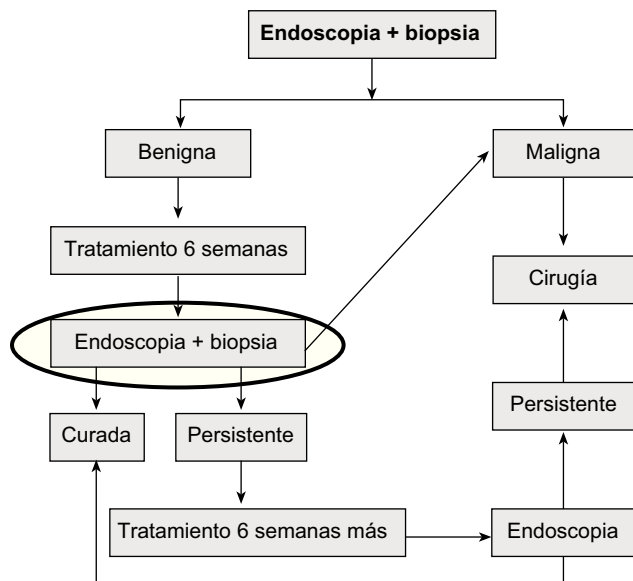 Endoscopia + biopsia
Benigna
Maligna
Tratamiento 6 semanas
Cirugía
Endoscopia + biopsia
Persistente
Curada
Persistente
Tratamiento 6 semanas más
Endoscopia